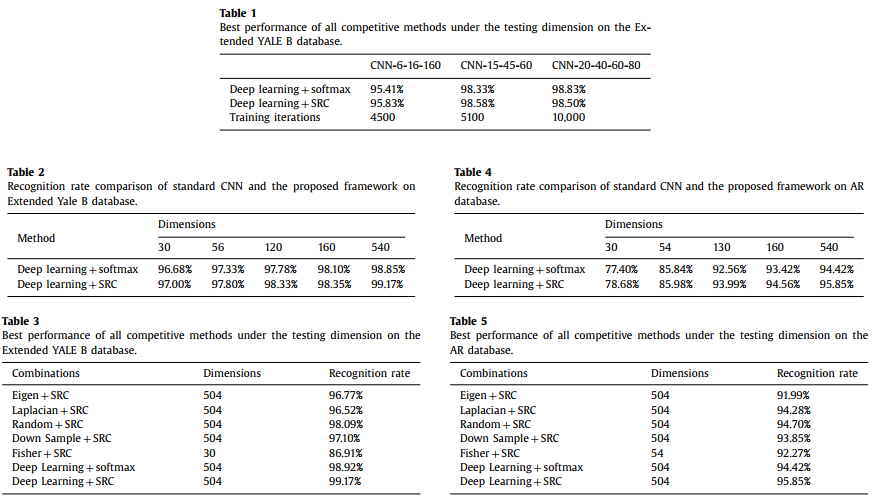 Table 1
Best performance of all competitive methods under the testing dimension on the Ex-
tended YALE B database.
CNN-6-16-160 CNN-15-45-60 CNN-20-40-60-80
Deep learning + softmax 95.41% 98.33% 98.83%
Deep learning + SRC 95.83% 98.58% 98.50%
Training iterations 4500 5100 10,000
Table 2
Recognition rate comparison of standard CNN and the proposed framework on
Extended Yale B database.
Method
Dimensions
30 56 120 160 540
Deep learning + softmax 96.68% 97.33% 97.78% 98.10% 98.85%
Deep learning + SRC 97.00% 97.80% 98.33% 98.35% 99.17%
Table 4
Recognition rate comparison of standard CNN and the proposed framework on AR
database.
Method
Dimensions
30 54 130 160 540
Deep learning + softmax 77.40% 85.84% 92.56% 93.42% 94.42%
Deep learning + SRC 78.68% 85.98% 93.99% 94.56% 95.85%
Table 3
Best performance of all competitive methods under the testing dimension on the
Extended YALE B database.
Combinations Dimensions Recognition rate
Eigen + SRC 504 96.77%
Laplacian + SRC 504 96.52%
Random + SRC 504 98.09%
Down Sample + SRC 504 97.10%
Fisher + SRC 30 86.91%
Deep Learning + softmax 504 98.92%
Deep Learning + SRC 504 99.17%
Table 5
Best performance of all competitive methods under the testing dimension on the
AR database.
Combinations Dimensions Recognition rate
Eigen + SRC 504 91.99%
Laplacian + SRC 504 94.28%
Random + SRC 504 94.70%
Down Sample + SRC 504 93.85%
Fisher + SRC 54 92.27%
Deep Learning + softmax 504 94.42%
Deep Learning + SRC 504 95.85%